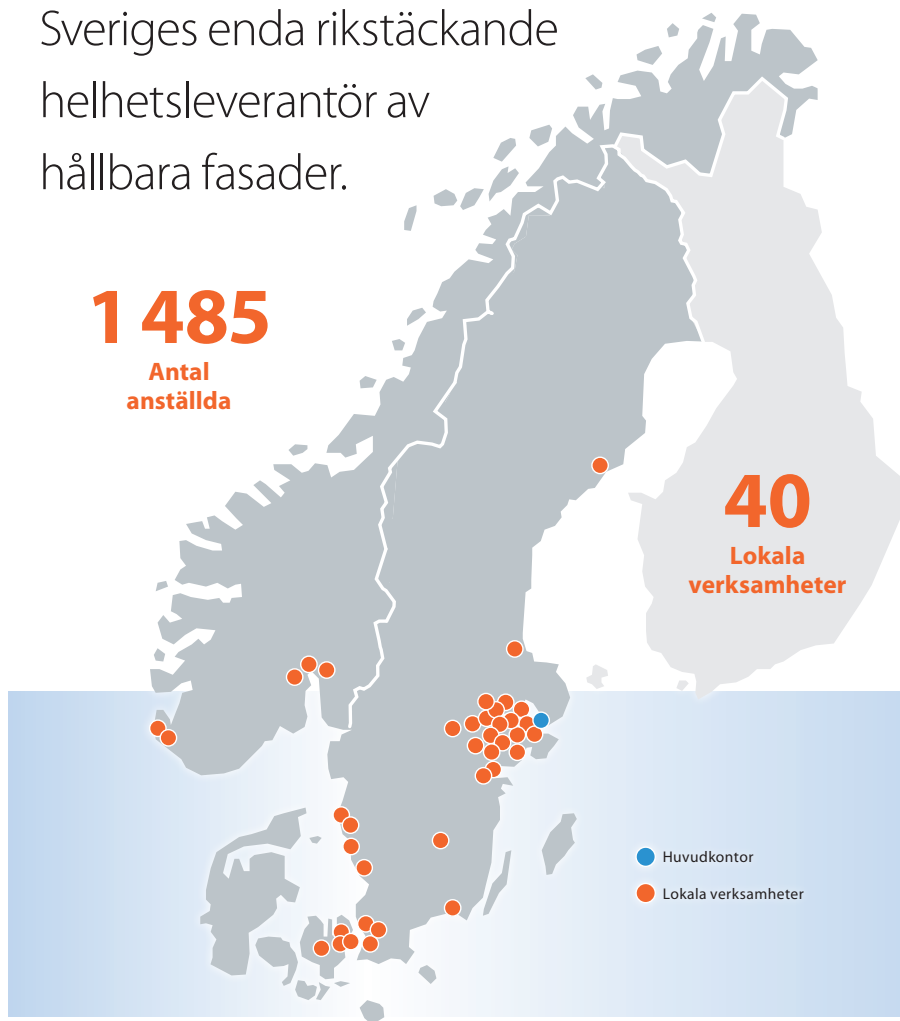 Sveriges enda rikstäckande
helhetsleverantör av
hållbara fasader.
1 485
Antal
anställda
40
Lokala
verksamheter
Huvudkontor
Lokala verksamheter